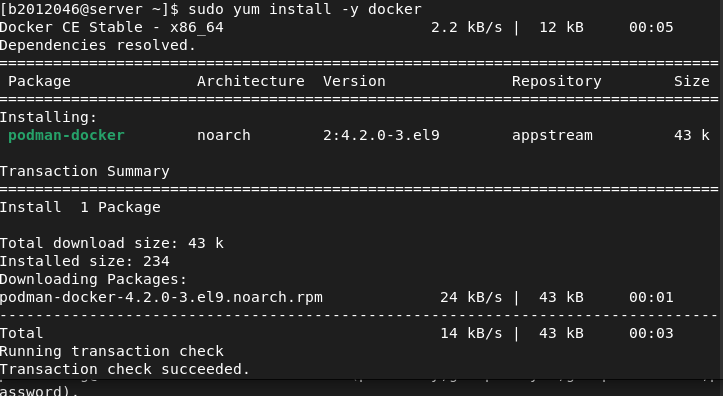 [b2012046@server ~]$ sudo yum install -y docker
Docker CE Stable - x86_64                       2.2 kB/s |  12 kB     00:05
Dependencies resolved.
================================================================================
 Package             Architecture  Version              Repository        Size
================================================================================
Installing:
 podman-docker       noarch        2:4.2.0-3.el9        appstream         43 k
Transaction Summary
================================================================================
Install  1 Package
Total download size: 43 k
Installed size: 234
Downloading Packages:
podman-docker-4.2.0-3.el9.noarch.rpm             24 kB/s |  43 kB     00:01
--------------------------------------------------------------------------------
Total                                            14 kB/s |  43 kB     00:03
Running transaction check
Transaction check succeeded.
assword).